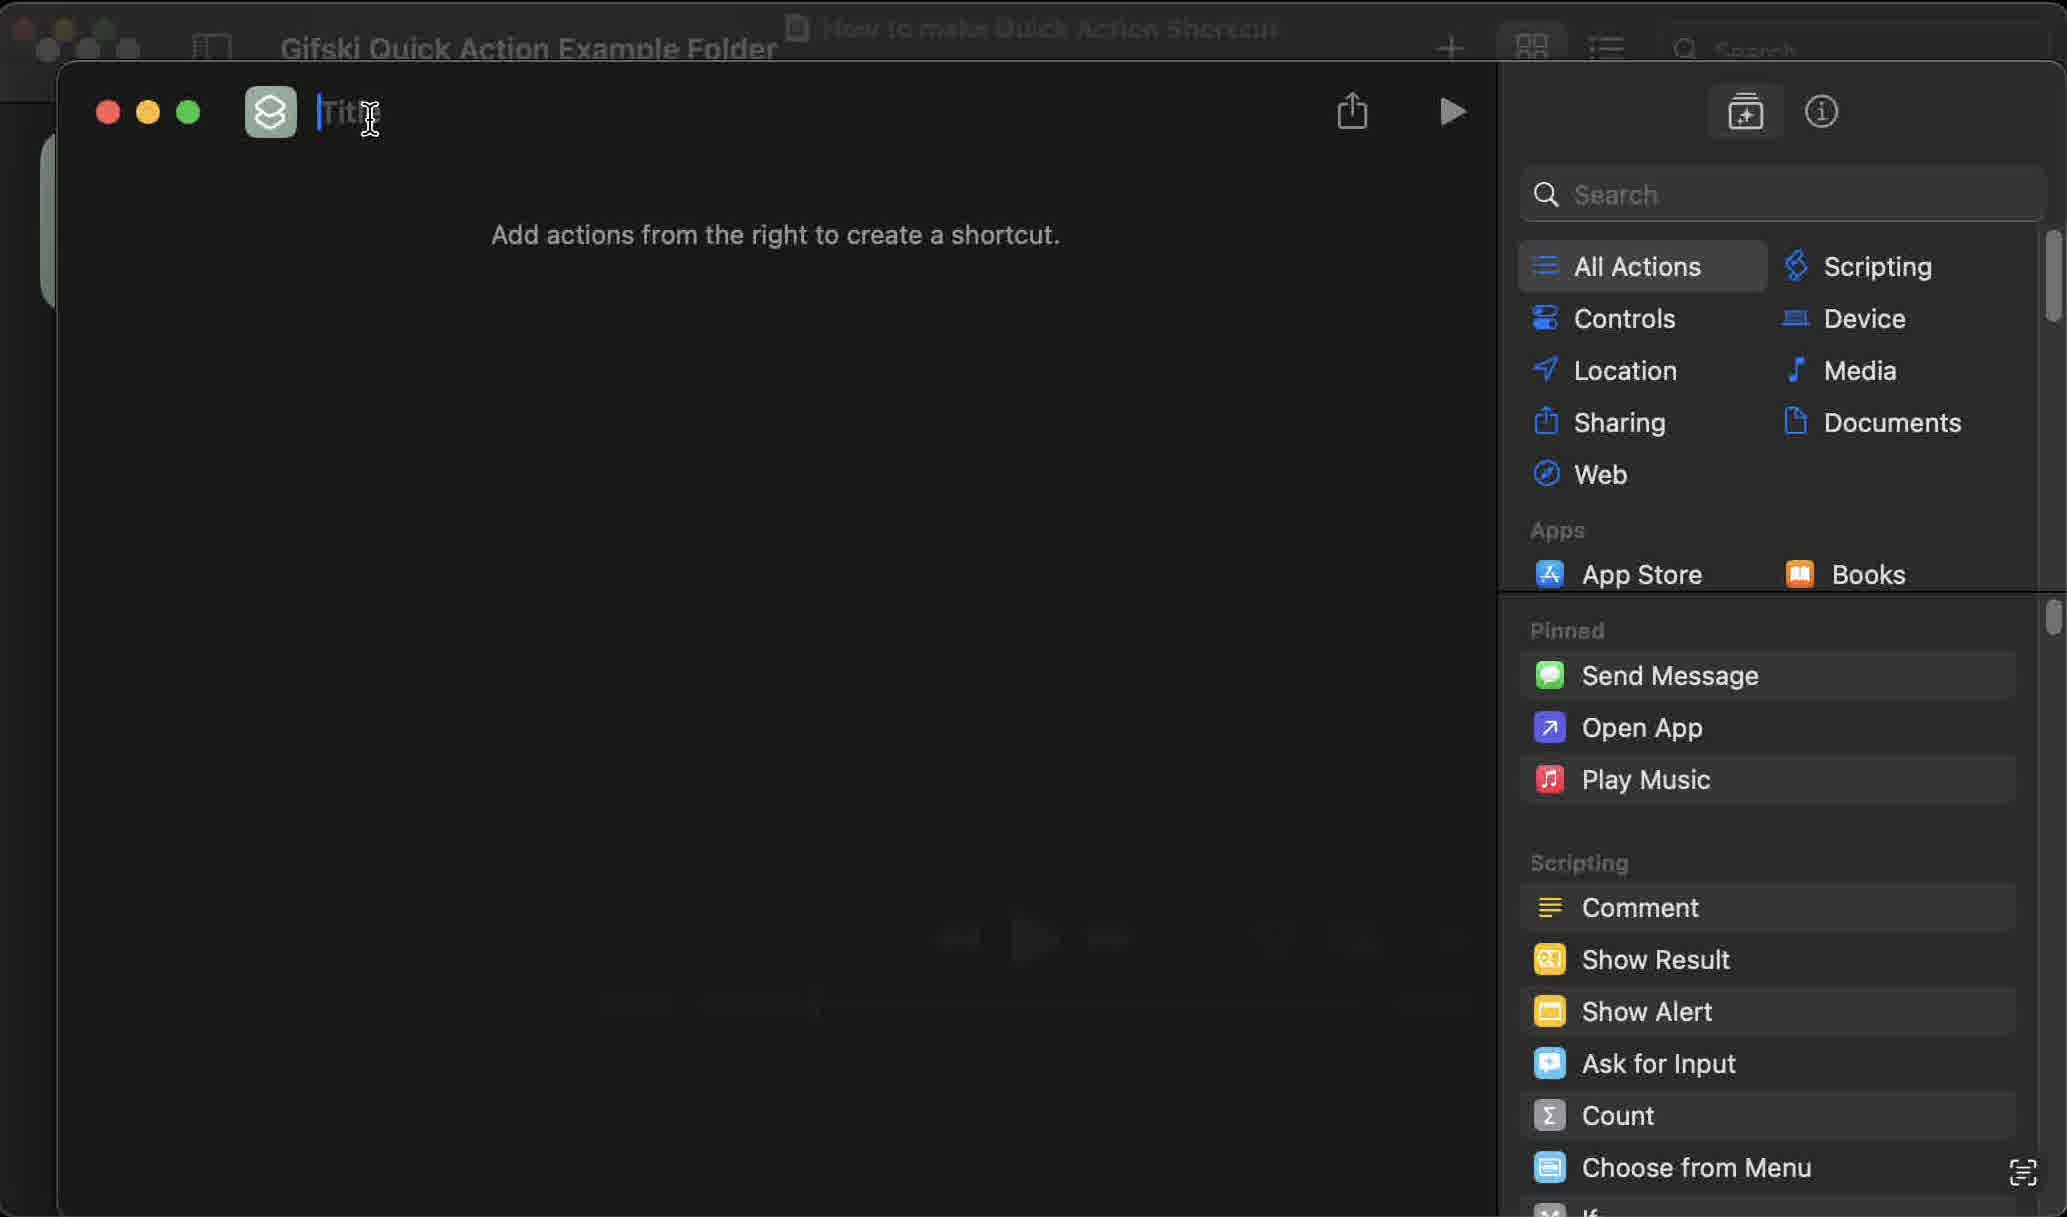 How to make Quick Action Shortcut
Gifski Quick Action Example Folder
Search
Title
Add actions from the right to create a shortcut.
Search
All Actions
Scripting
Controls
Device
Location
Media
Sharing
Documents
Web
Apps
App Store
Books
Pinned
Send Message
Open App
Play Music
Scripting
Comment
Show Result
Show Alert
Ask for Input
Count
Choose from Menu
If